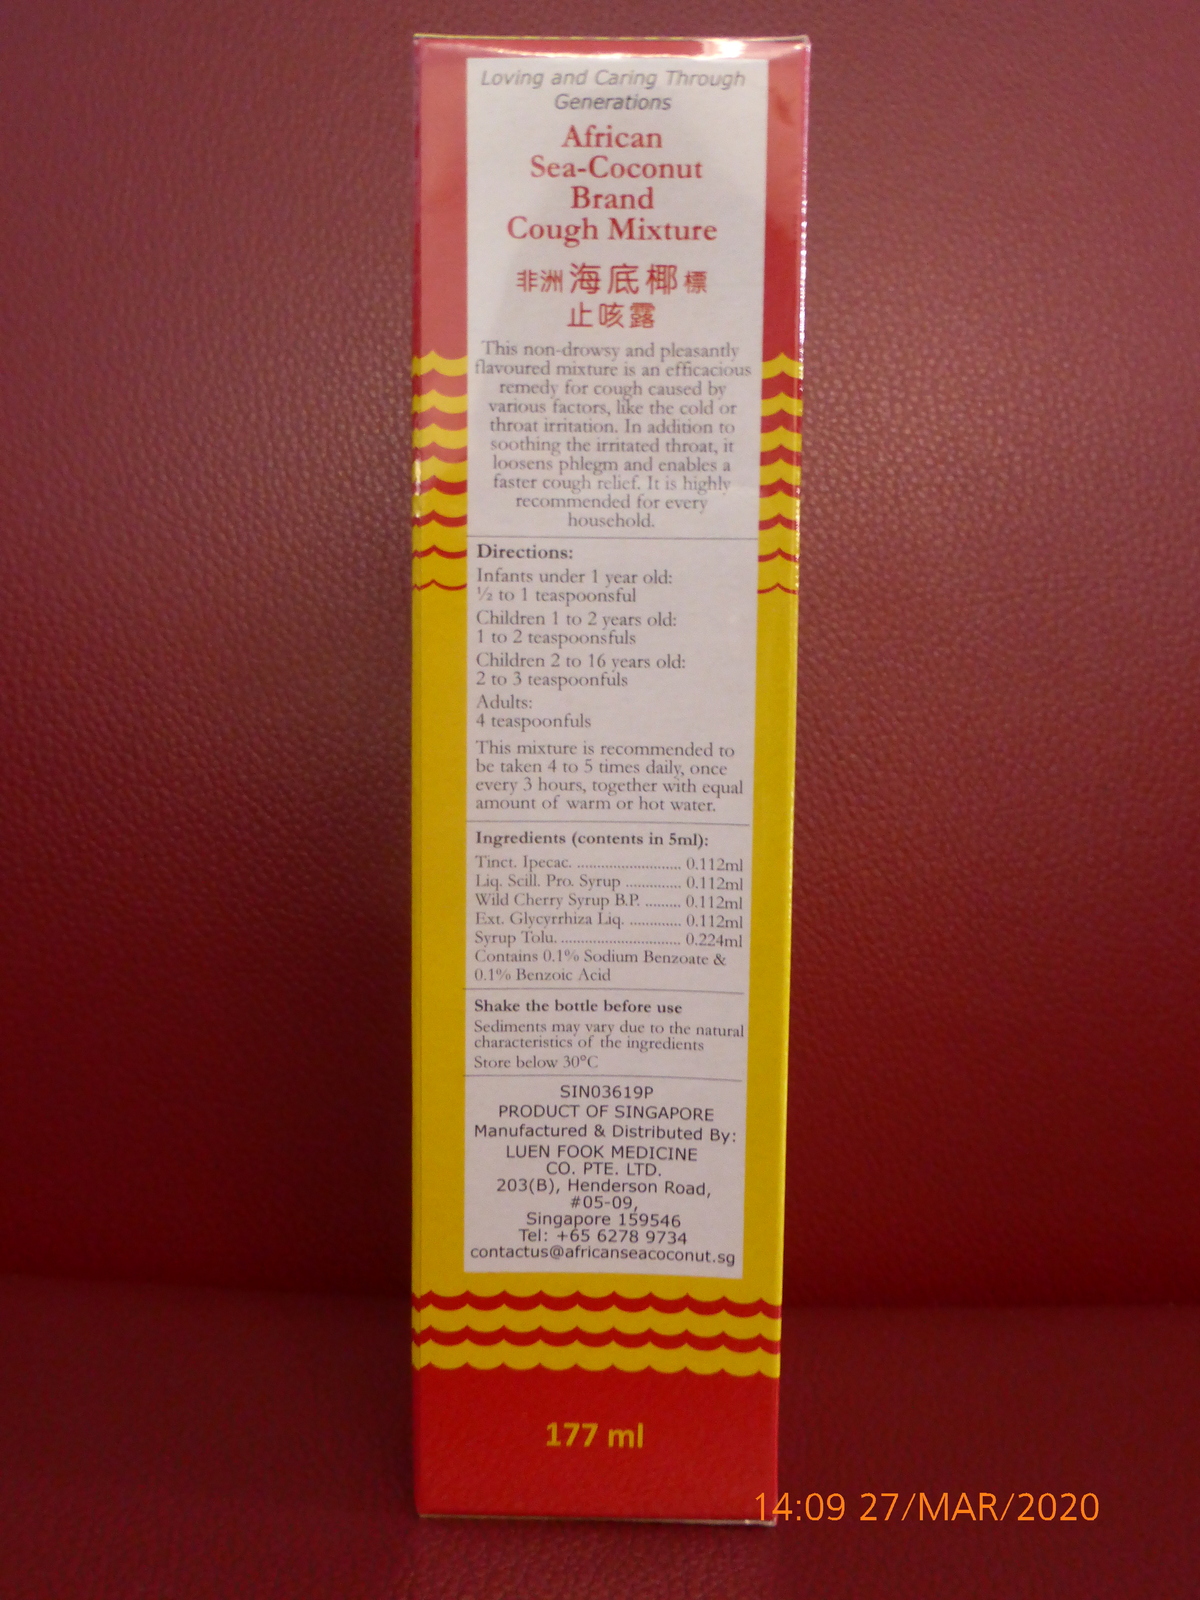 Loving and Caring Through
Generations
African
Sea-Coconut
Brand
Cough Mixture
非洲海底椰標
止咳露
This non-drowsy and pleasantly
flavoured mixture is an efficacious
remedy for cough caused by
various factors, like the cold or
throat irritation. In addition to
soothing the irritated throat, it
loosens phlegm and enables a
faster cough relief. It is highly
recommended for every
household.
Directions:
Infants under 1 year old:
½ to 1 teaspoonsful
Children 1 to 2 years old:
1 to 2 teaspoonsfuls
Children 2 to 16 years old:
2 to 3 teaspoonfuls
Adults:
4 teaspoonfuls
This mixture is recommended to
be taken 4 to 5 times daily, once
every 3 hours, together with equal
amount of warm or hot water.
Ingredients (contents in 5ml):
Tinct. Ipecac. .......................... 0.112ml
Liq. Scill. Pro. Syrup .............. 0.112ml
Wild Cherry Syrup B.P. ......... 0.112ml
Ext. Glycyrrhiza Liq. ............. 0.112ml
Syrup Tolu. .............................. 0.224ml
Contains 0.1% Sodium Benzoate &
0.1% Benzoic Acid
Shake the bottle before use
Sediments may vary due to the natural
characteristics of the ingredients
Store below 30°C
SIN03619P
PRODUCT OF SINGAPORE
Manufactured & Distributed By:
LUEN FOOK MEDICINE
CO. PTE. LTD.
203(B), Henderson Road,
#05-09,
Singapore 159546
Tel: +65 6278 9734
contactus@africanseacoconut.sg
177 ml
14:09 27/MAR/2020